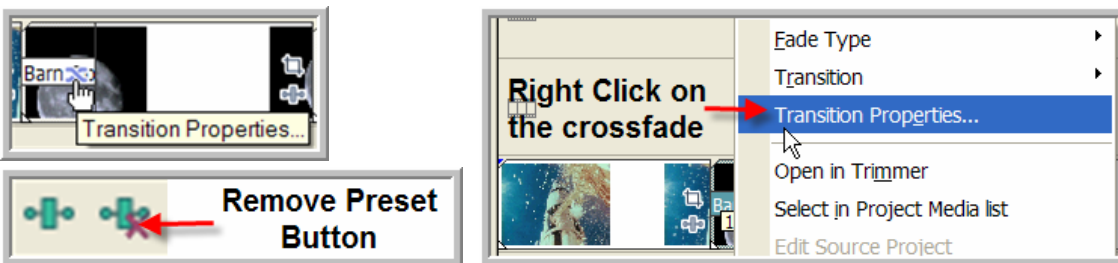 Barn
Transition Properties...
Remove Preset
Button
Right Click on
the crossfade
Ba
1
Fade Type
Transition
Transition Properties...
Open in Trimmer
Select in Project Media list
Edit Source Project